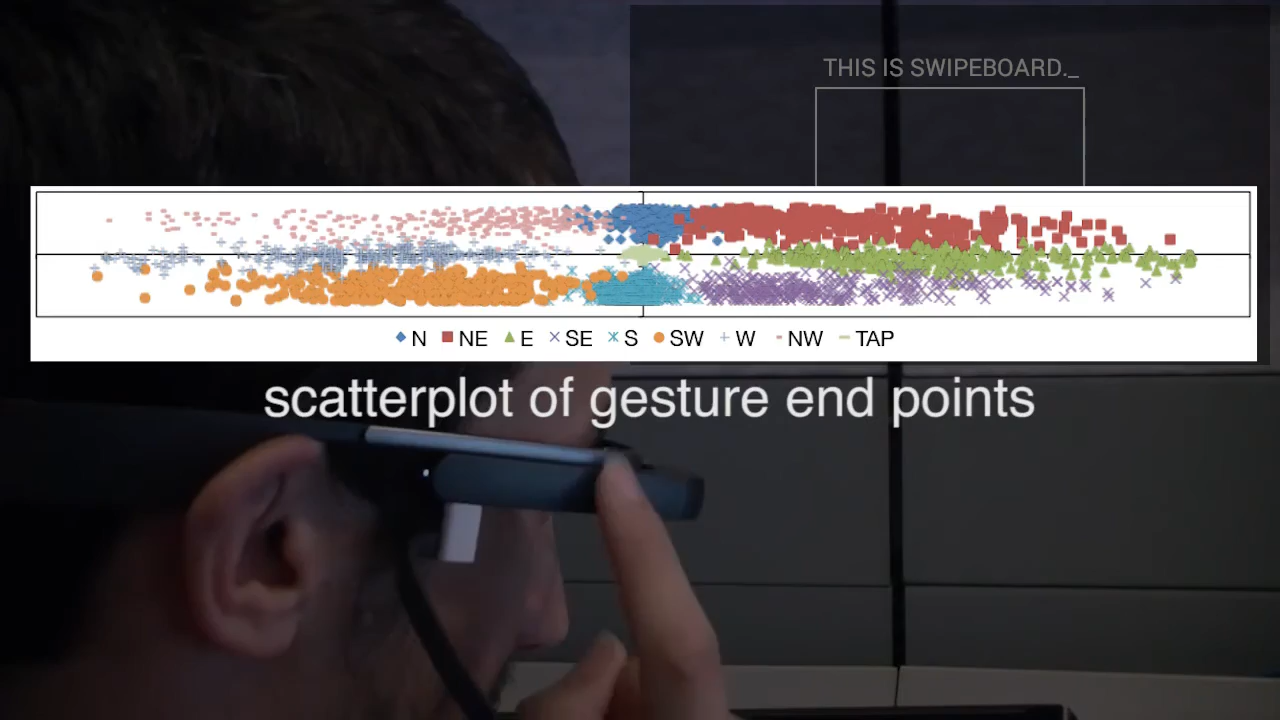 THIS IS SWIPEBOARD._
N NE E SE S SW W NW TAP
scatterplot of gesture end points